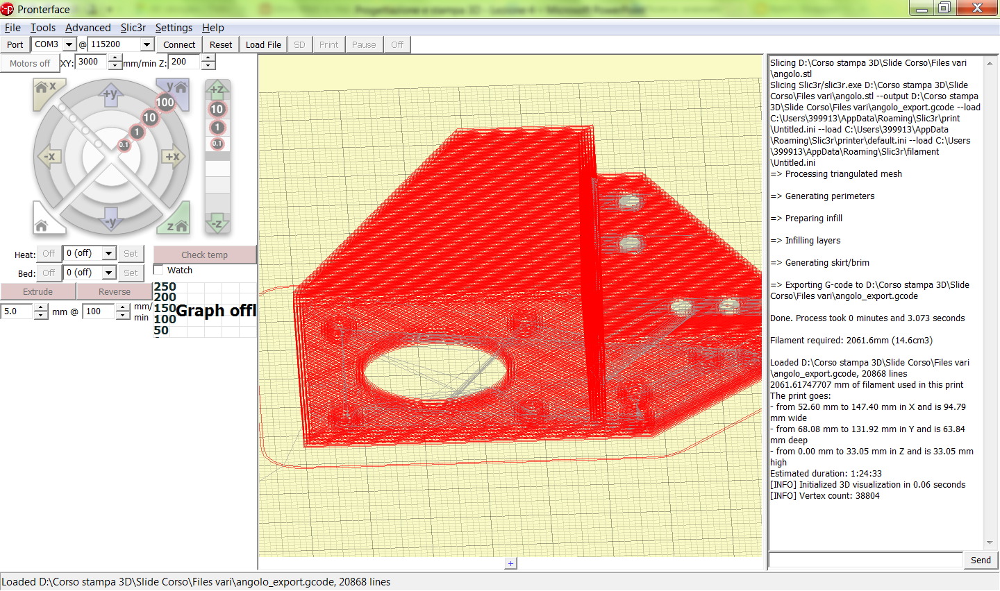 Pronterface
File Tools Advanced Slic3r Settings Help
Port COM3 @ 115200 Connect Reset Load File SD Print Pause Off
Motors off XY: 3000 mm/min Z: 200
x +y y +z
100
10 10
1 1
0.1 0.1
-x +x
-y z -z
Heat: Off 0 (off) Set Check temp
Watch
Bed: Off 0 (off) Set
Extrude Reverse
5.0 mm @ 100 mm/
min
250
200
150
100
50
Graph offl
+
Slicing D:\Corso stampa 3D\Slide Corso\Files vari
\angolo.stl
Slicing Slic3r/slic3r.exe D:\Corso stampa 3D\Slide
Corso\Files vari\angolo.stl --output D:\Corso stampa
3D\Slide Corso\Files vari\angolo_export.gcode --load
C:\Users\399913\AppData\Roaming\Slic3r\print
\Untitled.ini --load C:\Users\399913\AppData
\Roaming\Slic3r\printer\default.ini --load C:\Users
\399913\AppData\Roaming\Slic3r\filament
\Untitled.ini
=> Processing triangulated mesh
=> Generating perimeters
=> Preparing infill
=> Infilling layers
=> Generating skirt/brim
=> Exporting G-code to D:\Corso stampa 3D\Slide
Corso\Files vari\angolo_export.gcode
Done. Process took 0 minutes and 3.073 seconds
Filament required: 2061.6mm (14.6cm3)
Loaded D:\Corso stampa 3D\Slide Corso\Files vari
\angolo_export.gcode, 20868 lines
2061.61747707 mm of filament used in this print
The print goes:
- from 52.60 mm to 147.40 mm in X and is 94.79
mm wide
- from 68.08 mm to 131.92 mm in Y and is 63.84
mm deep
- from 0.00 mm to 33.05 mm in Z and is 33.05 mm
high
Estimated duration: 1:24:33
[INFO] Initialized 3D visualization in 0.06 seconds
[INFO] Vertex count: 38804
Send
Loaded D:\Corso stampa 3D\Slide Corso\Files vari\angolo_export.gcode, 20868 lines